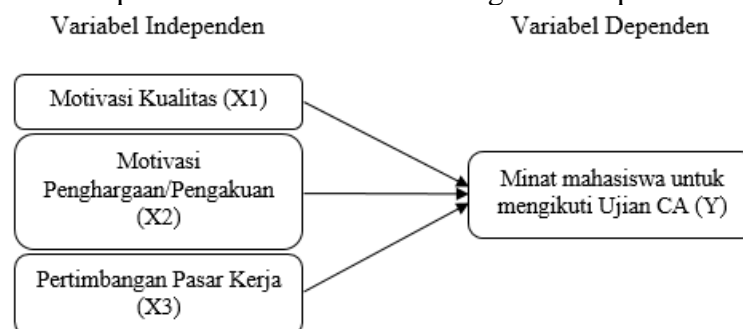 Variabel Independen
Variabel Dependen
Motivasi Kualitas (X1)
Motivasi
Penghargaan/Pengakuan
(X2)
Pertimbangan Pasar Kerja
(X3)
Minat mahasiswa untuk
mengikuti Ujian CA (Y)